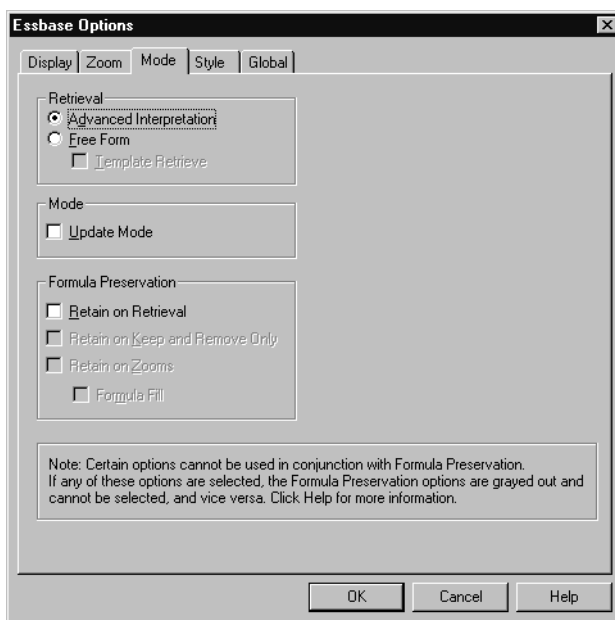 Essbase Options
Display Zoom Mode Style Global
Retrieval
Advanced Interpretation
Free Form
Template Retrieve
Mode
Update Mode
Formula Preservation
Retain on Retrieval
Retain on Keep and Remove Only
Retain on Zooms
Formula Fill
Note: Certain options cannot be used in conjunction with Formula Preservation.
If any of these options are selected, the Formula Preservation options are grayed out and
cannot be selected, and vice versa. Click Help for more information.
OK Cancel Help